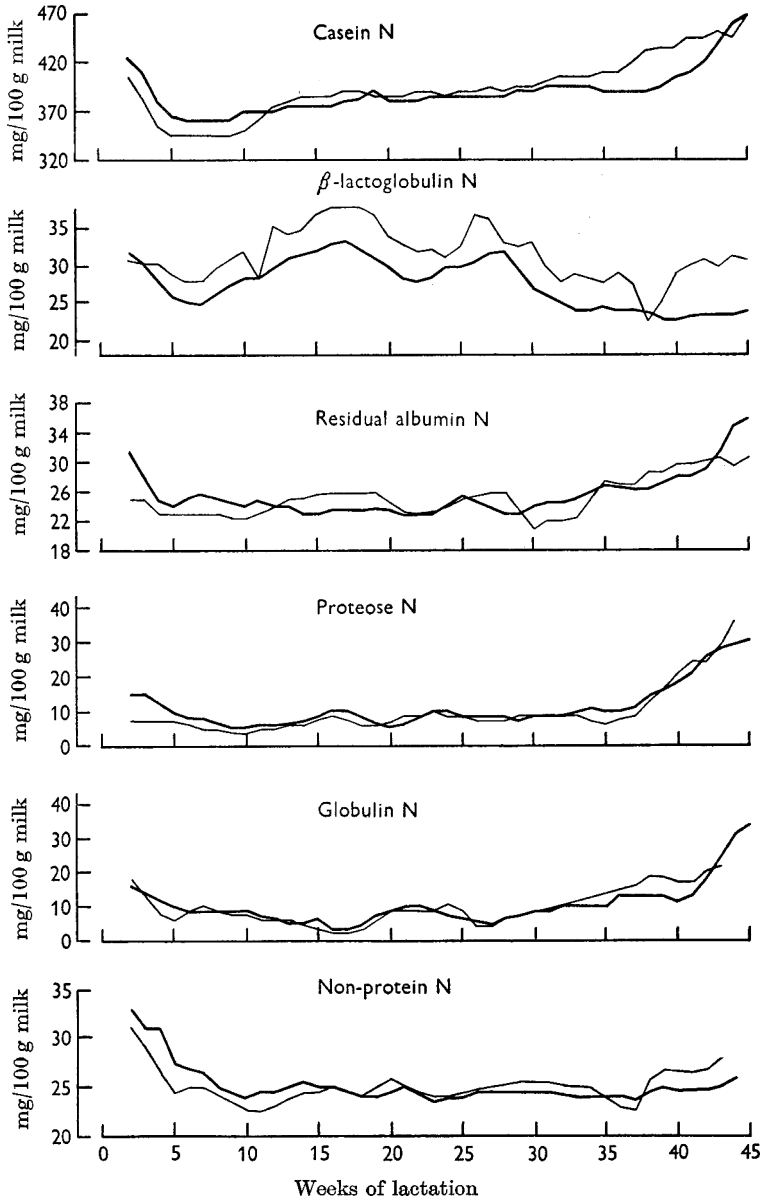 Casein N
mg/100 g milk
470
420
370
320
β-lactoglobulin N
mg/100 g milk
35
30
25
20
Residual albumin N
mg/100 g milk
38
34
30
26
22
18
Proteose N
mg/100 g milk
40
30
20
10
0
Globulin N
mg/100 g milk
40
30
20
10
0
Non-protein N
mg/100 g milk
35
30
25
20
0 5 10 15 20 25 30 35 40 45
Weeks of lactation